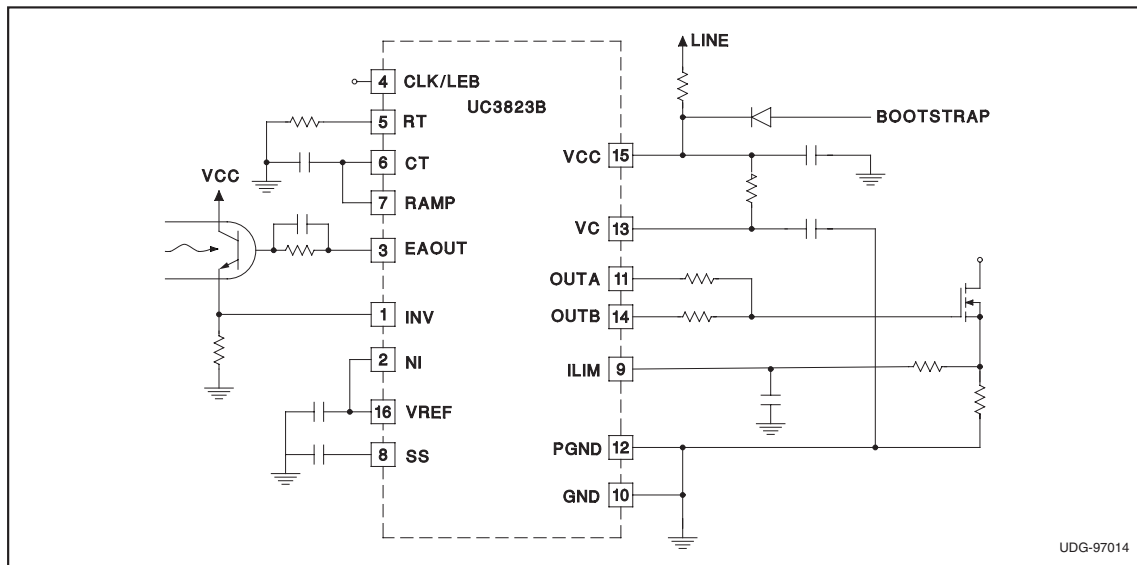 LINE
4 CLK/LEB
UC3823B
5 RT
BOOTSTRAP
VCC 15
6 CT
VCC
7 RAMP
VC 13
3 EAOUT
OUTA 11
1 INV
OUTB 14
2 NI
ILIM 9
16 VREF
8 SS
PGND 12
GND 10
UDG-97014